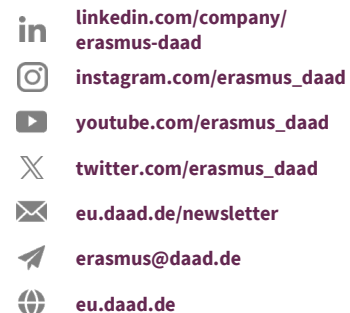 linkedin.com/company/
erasmus-daad
instagram.com/erasmus_daad
youtube.com/erasmus_daad
twitter.com/erasmus_daad
eu.daad.de/newsletter
erasmus@daad.de
eu.daad.de